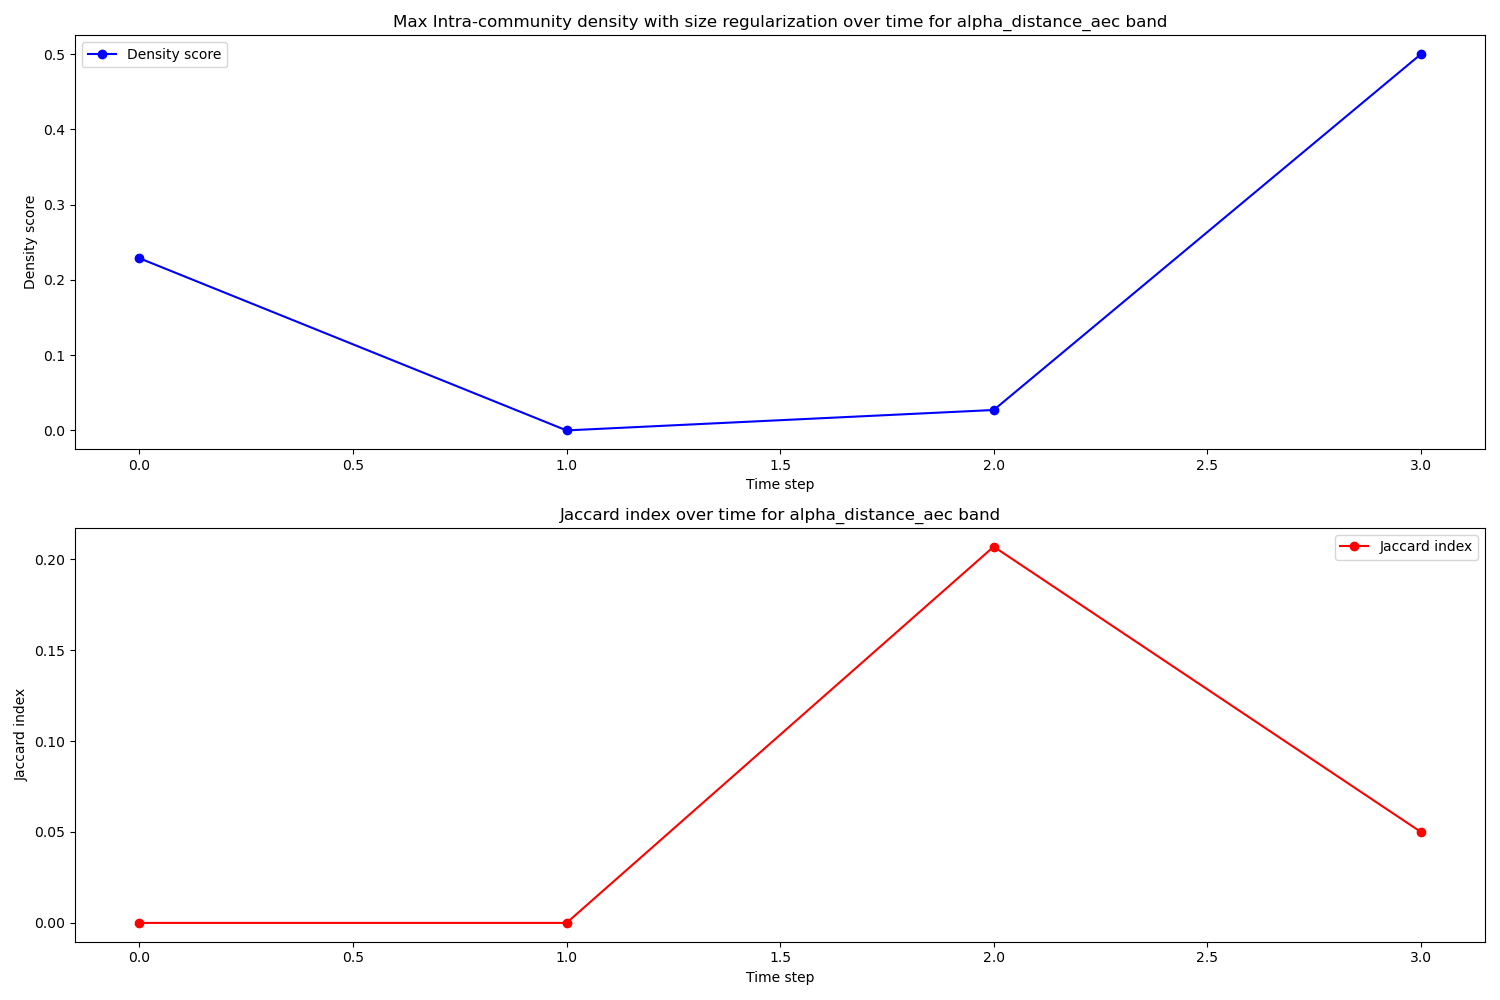 Max Intra-community density with size regularization over time for alpha_distance_aec band
Density score
0.5
0.4
0.3
0.2
0.1
0.0
Density score
0.0 0.5 1.0 1.5 2.0 2.5 3.0
Time step
Jaccard index over time for alpha_distance_aec band
Jaccard index
0.20
0.15
0.10
0.05
0.00
Jaccard index
0.0 0.5 1.0 1.5 2.0 2.5 3.0
Time step